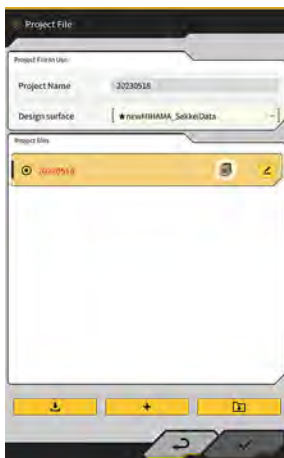 Project File
Project File In Use
Project Name
20230518
Design surface
★newMIHAMA_SekkeiData
Project Files
20230518